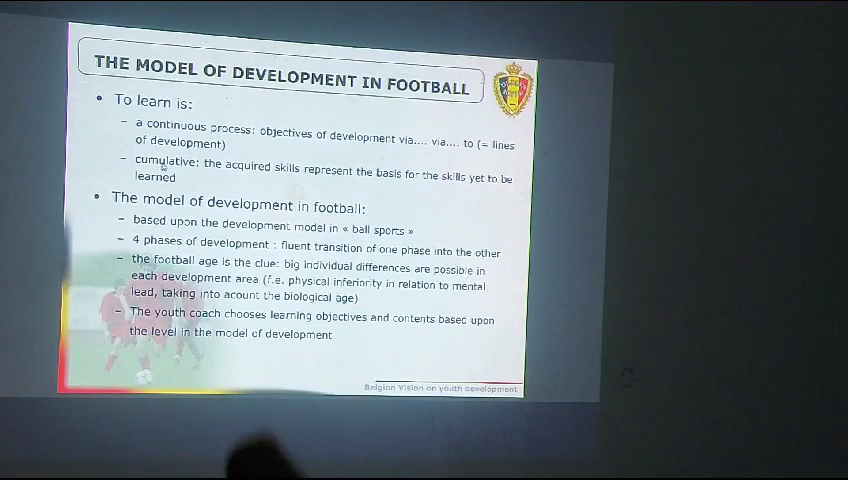 THE MODEL OF DEVELOPMENT IN FOOTBALL
• To learn is:
– a continuous process: objectives of development via.... via.... to (= lines
of development)
– cumulative: the acquired skills represent the basis for the skills yet to be
learned
• The model of development in football:
– based upon the development model in « ball sports »
– 4 phases of development : fluent transition of one phase into the other
– the football age is the clue: big individual differences are possible in
each development area (f.e. physical inferinrity in relation to mental
lead, taking into acount the biological age)
– The youth coach chooses learning objectives and contents based upon
the level in the model of development
Belgian Vision on youth development